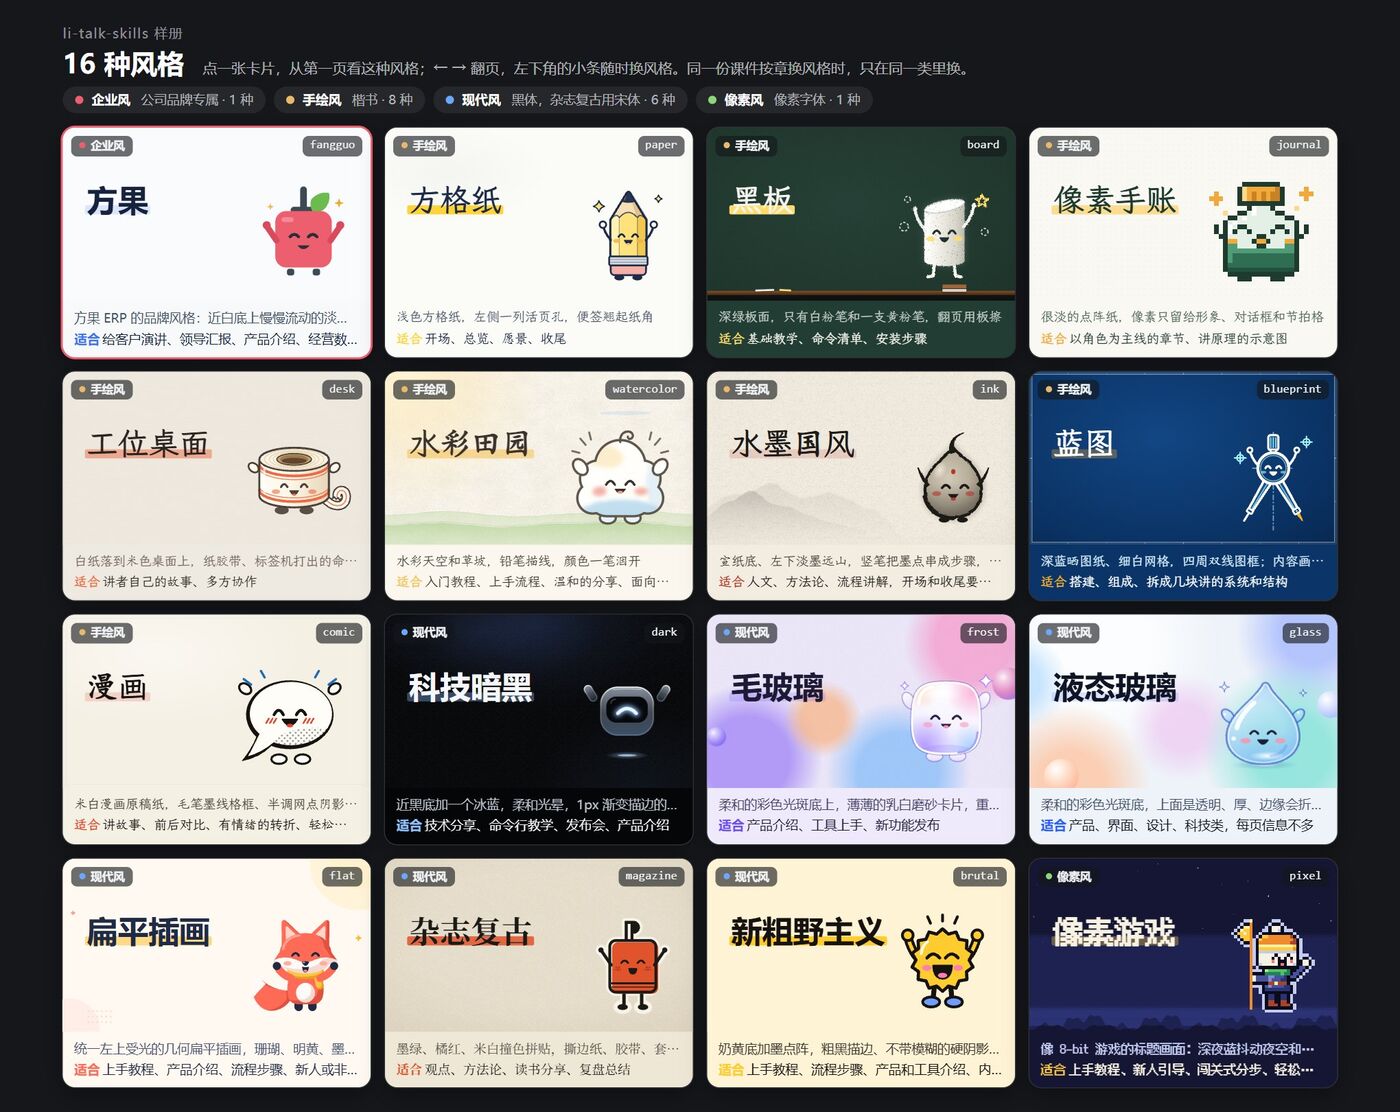 li-talk-skills 样册
16 种风格 点一张卡片，从第一页看这种风格；← → 翻页，左下角的小条随时换风格。同一份课件按章换风格时，只在同一类里换。
企业风 公司品牌专属 · 1 种
手绘风 楷书 · 8 种
现代风 黑体，杂志复古用宋体 · 6 种
像素风 像素字体 · 1 种
企业风 fangguo
方果
方果 ERP 的品牌风格：近白底上慢慢流动的淡...
适合 给客户演讲、领导汇报、产品介绍、经营数...
手绘风 paper
方格纸
浅色方格纸，左侧一列活页孔，便签翘起纸角
适合 开场、总览、愿景、收尾
手绘风 board
黑板
深绿板面，只有白粉笔和一支黄粉笔，翻页用板擦
适合 基础教学、命令清单、安装步骤
手绘风 journal
像素手账
很淡的点阵纸，像素只留给形象、对话框和节拍格
适合 以角色为主线的章节、讲原理的示意图
手绘风 desk
工位桌面
白纸落到米色桌面上，纸胶带、标签机打出的命...
适合 讲者自己的故事、多方协作
手绘风 watercolor
水彩田园
水彩天空和草坡，铅笔描线，颜色一笔洇开
适合 入门教程、上手流程、温和的分享、面向...
手绘风 ink
水墨国风
宣纸底、左下淡墨远山，竖笔把墨点串成步骤，...
适合 人文、方法论、流程讲解，开场和收尾要...
手绘风 blueprint
蓝图
深蓝晒图纸、细白网格，四周双线图框；内容画...
适合 搭建、组成、拆成几块讲的系统和结构
手绘风 comic
漫画
米白漫画原稿纸，毛笔墨线格框、半调网点阴影...
适合 讲故事、前后对比、有情绪的转折、轻松...
现代风 dark
科技暗黑
近黑底加一个冰蓝，柔和光晕，1px 渐变描边的...
适合 技术分享、命令行教学、发布会、产品介绍
现代风 frost
毛玻璃
柔和的彩色光斑底上，薄薄的乳白磨砂卡片，重...
适合 产品介绍、工具上手、新功能发布
现代风 glass
液态玻璃
柔和的彩色光斑底，上面是透明、厚、边缘会折...
适合 产品、界面、设计、科技类，每页信息不多
现代风 flat
扁平插画
统一左上受光的几何扁平插画，珊瑚、明黄、墨...
适合 上手教程、产品介绍、流程步骤、新人或非...
现代风 magazine
杂志复古
墨绿、橘红、米白撞色拼贴，撕边纸、胶带、套...
适合 观点、方法论、读书分享、复盘总结
现代风 brutal
新粗野主义
奶黄底加墨点阵，粗黑描边、不带模糊的硬阴影...
适合 上手教程、流程步骤、产品和工具介绍、内...
像素风 pixel
像素游戏
像 8-bit 游戏的标题画面：深夜蓝抖动夜空和...
适合 上手教程、新人引导、闯关式分步、轻松...